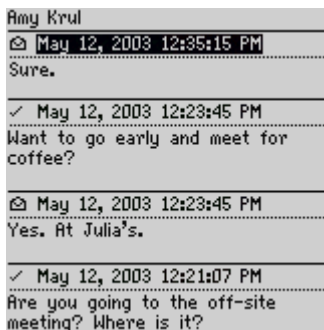 Amy Krul
May 12, 2003 12:35:15 PM
Sure.
✓ May 12, 2003 12:23:45 PM
Want to go early and meet for
coffee?
May 12, 2003 12:23:45 PM
Yes. At Julia's.
✓ May 12, 2003 12:21:07 PM
Are you going to the off-site
meeting? Where is it?